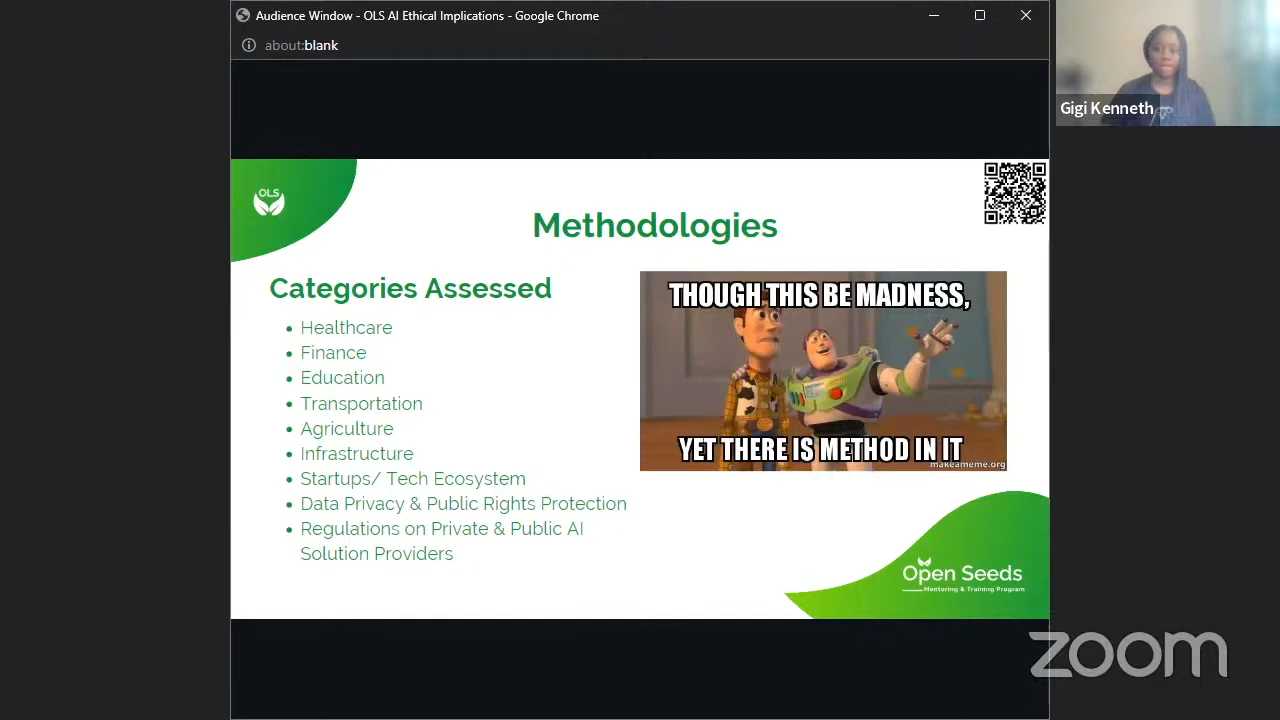 Audience Window - OLS AI Ethical Implications - Google Chrome
about:blank
Gigi Kenneth
OLS
Methodologies
Categories Assessed
Healthcare
Finance
Education
Transportation
Agriculture
Infrastructure
Startups/ Tech Ecosystem
Data Privacy & Public Rights Protection
Regulations on Private & Public AI
Solution Providers
THOUGH THIS BE MADNESS,
YET THERE IS METHOD IN IT
makeameme.org
Open Seeds
Mentoring & Training Program
zoom